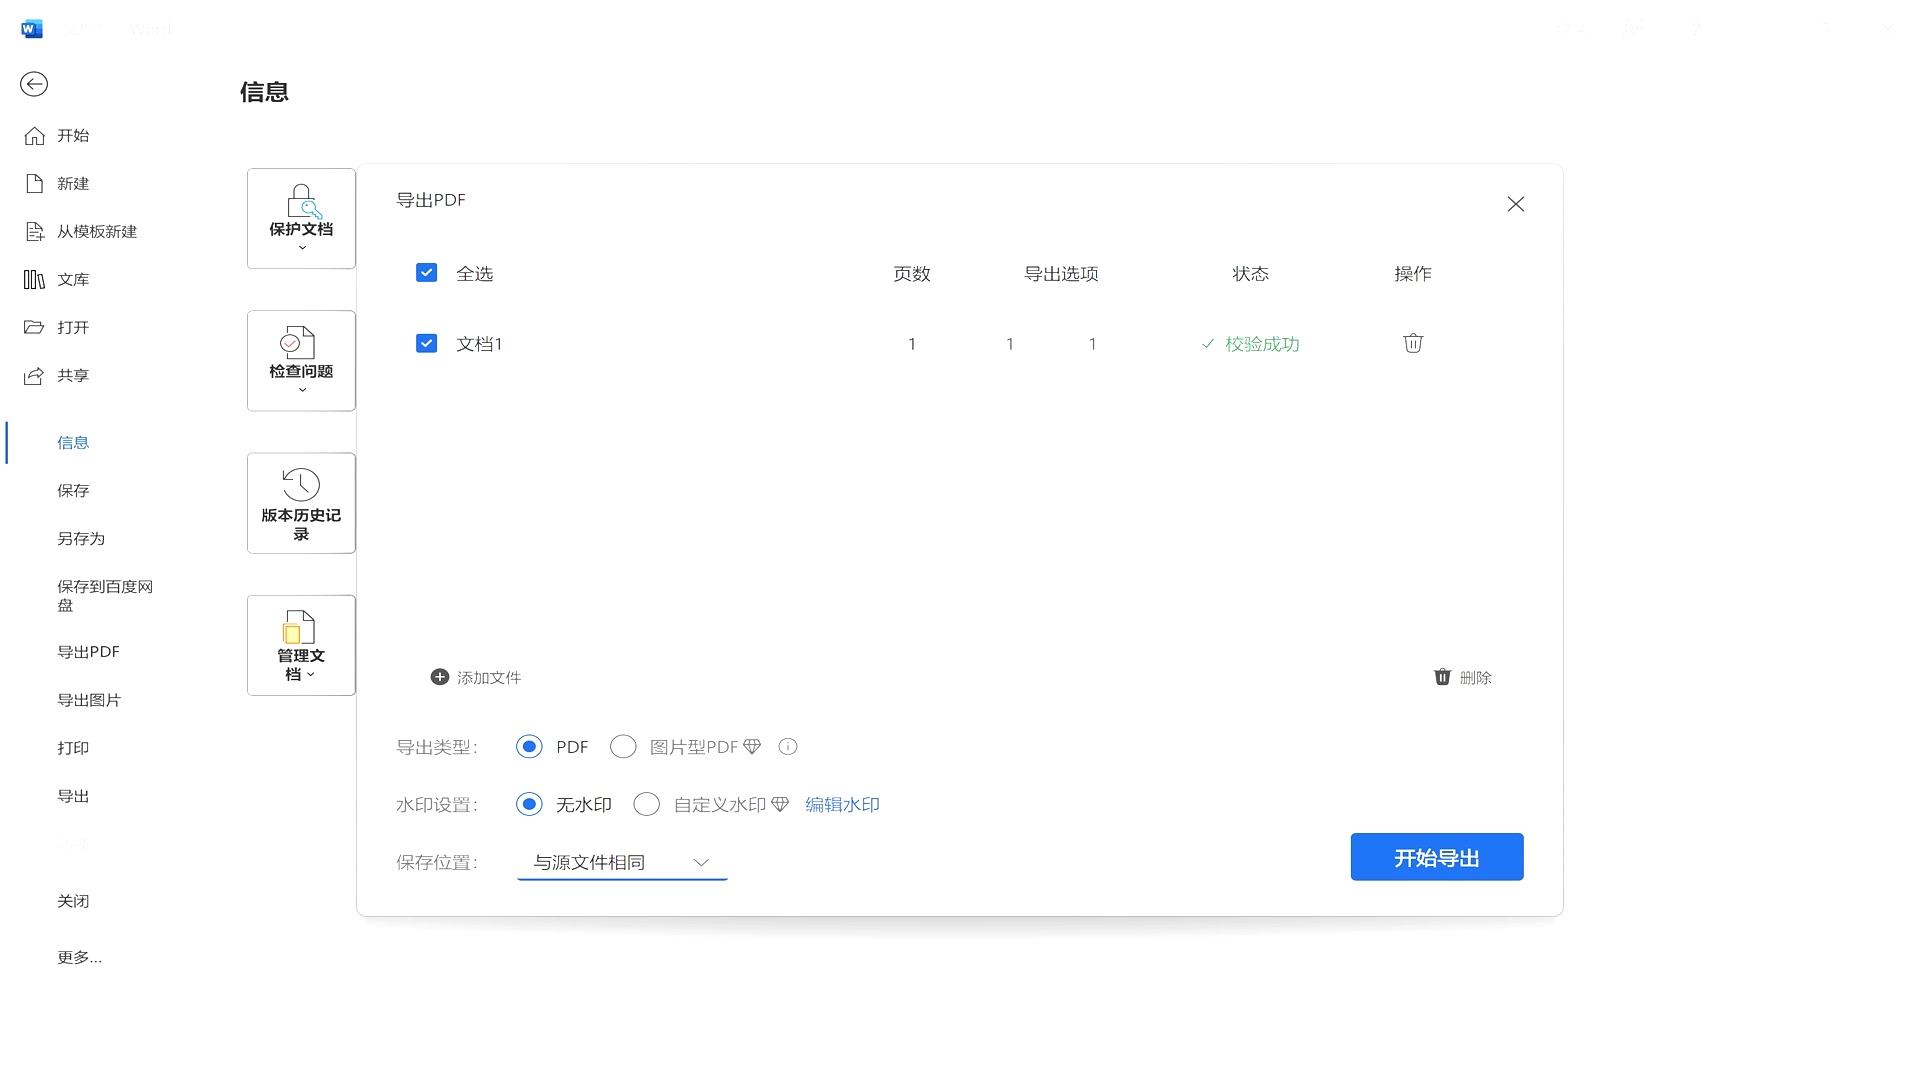 信息
开始
新建
从模板新建
文库
打开
共享
信息
保存
另存为
保存到百度网
盘
导出PDF
导出图片
打印
导出
关闭
更多...
保护文档
检查问题
版本历史记
录
管理文
档
导出PDF
全选 页数 导出选项 状态 操作
文档1 1 1 1 校验成功
添加文件 删除
导出类型: PDF 图片型PDF
水印设置: 无水印 自定义水印 编辑水印
保存位置: 与源文件相同
开始导出